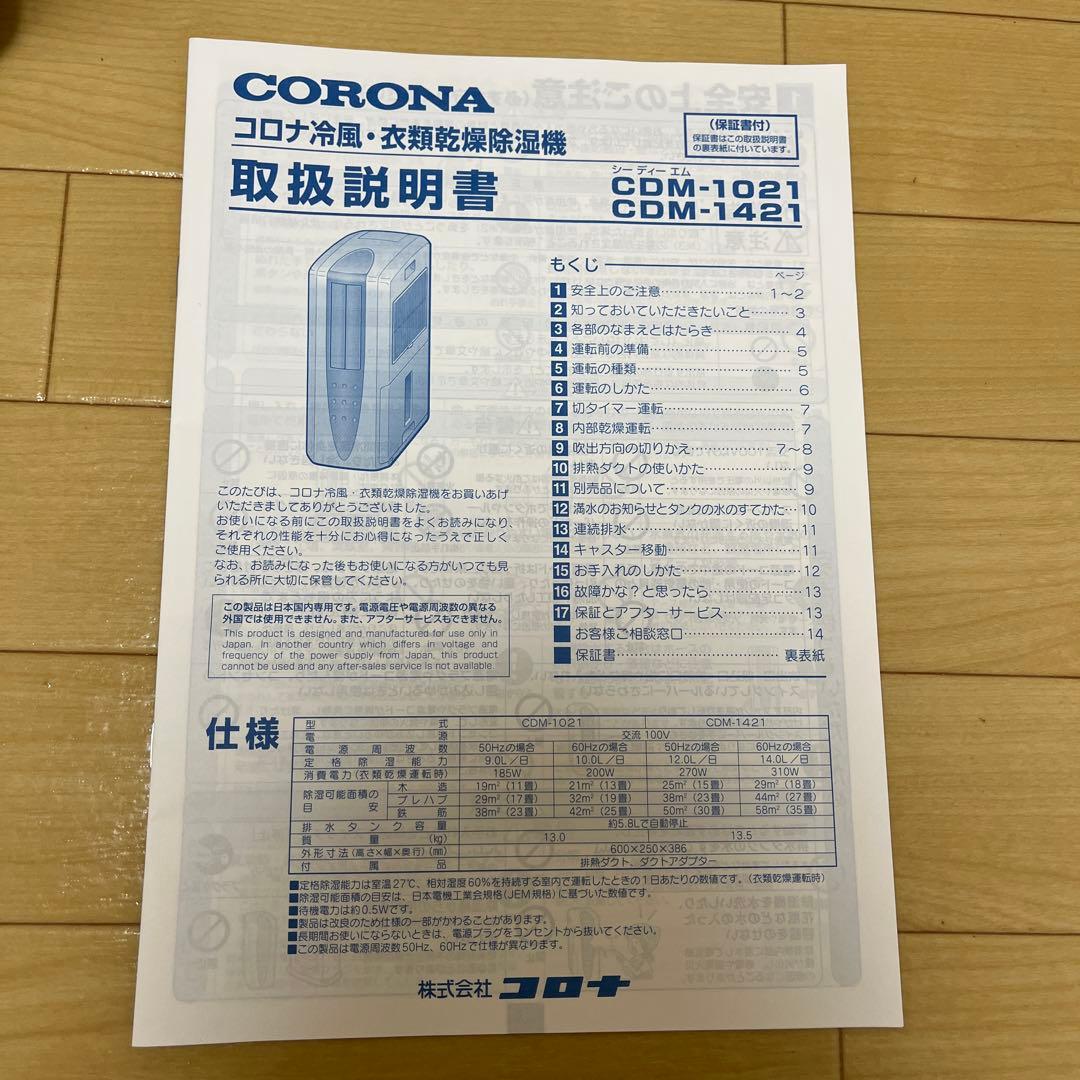 CORONA
コロナ冷風・衣類乾燥除湿機
取扱説明書
（保証書付）
保証書はこの取扱説明書
の裏表紙に付いています。
シー ディー エム
CDM-1021
CDM-1421
もくじ
ページ
1 安全上のご注意…………………… 1～2
2 知っておいていただきたいこと……… 3
3 各部のなまえとはたらき……………… 4
4 運転前の準備…………………………… 5
5 運転の種類……………………………… 5
6 運転のしかた…………………………… 6
7 切タイマー運転………………………… 7
8 内部乾燥運転…………………………… 7
9 吹出方向の切りかえ……………… 7～8
10 排熱ダクトの使いかた………………… 9
11 別売品について………………………… 9
12 満水のお知らせとタンクの水のすてかた…10
13 連続排水………………………………… 11
14 キャスター移動………………………… 11
15 お手入れのしかた……………………… 12
16 故障かな？と思ったら………………… 13
17 保証とアフターサービス……………… 13
お客様ご相談窓口……………………… 14
保証書…………………………… 裏表紙
このたびは、コロナ冷風・衣類乾燥除湿機をお買いあげ
いただきましてありがとうございました。
お使いになる前にこの取扱説明書をよくお読みになり、
それぞれの性能を十分にお心得になったうえで正しく
ご使用ください。
なお、お読みになった後もお使いになる方がいつでも見
られる所に大切に保管してください。
この製品は日本国内専用です。電源電圧や電源周波数の異なる
外国では使用できません。また、アフターサービスもできません。
This product is designed and manufactured for use only in
Japan. In another country which differs in voltage and
frequency of the power supply from Japan, this product
cannot be used and any after-sales service is not available.
仕様
型式 CDM-1021 CDM-1421
電源 交流 100V
電源周波数 50Hzの場合 60Hzの場合 50Hzの場合 60Hzの場合
定格除湿能力 9.0L／日 10.0L／日 12.0L／日 14.0L／日
消費電力（衣類乾燥運転時） 185W 200W 270W 310W
除湿可能面積の目安 木造 19m²（11畳） 21m²（13畳） 25m²（15畳） 29m²（18畳）
プレハブ 29m²（17畳） 32m²（19畳） 38m²（23畳） 44m²（27畳）
鉄筋 38m²（23畳） 42m²（25畳） 50m²（30畳） 58m²（35畳）
排水タンク容量 約5.8Lで自動停止
質量（kg） 13.0 13.5
外形寸法（高さ×幅×奥行）（mm） 600×250×386
付属品 排熱ダクト、ダクトアダプター
■定格除湿能力は室温27℃、相対湿度60％を持続する室内で運転したときの1日あたりの数値です。（衣類乾燥運転時）
■除湿可能面積の目安は、日本電機工業会規格（JEM規格）に基づいた数値です。
■待機電力は約0.5Wです。
■製品は改良のため仕様の一部がかわることがあります。
■長期間お使いにならないときは、電源プラグをコンセントから抜いてください。
■この製品は電源周波数50Hz、60Hzで仕様が異なります。
株式会社 コロナ